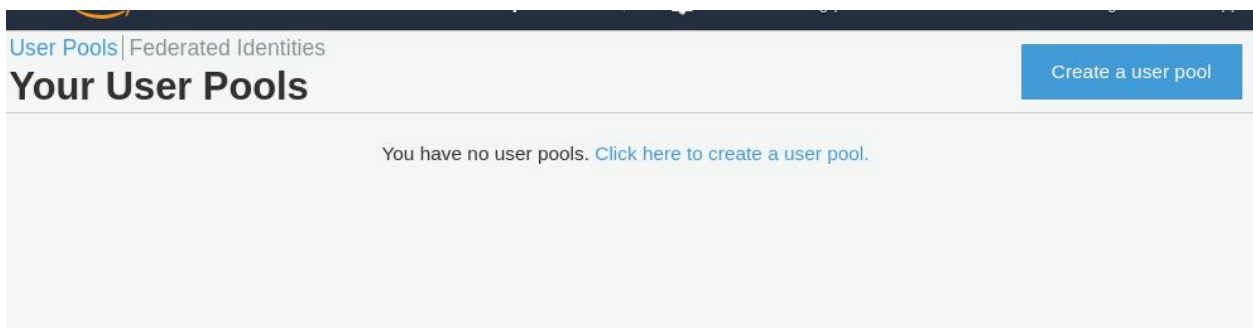 User Pools Federated Identities
Your User Pools
Create a user pool
You have no user pools. Click here to create a user pool.